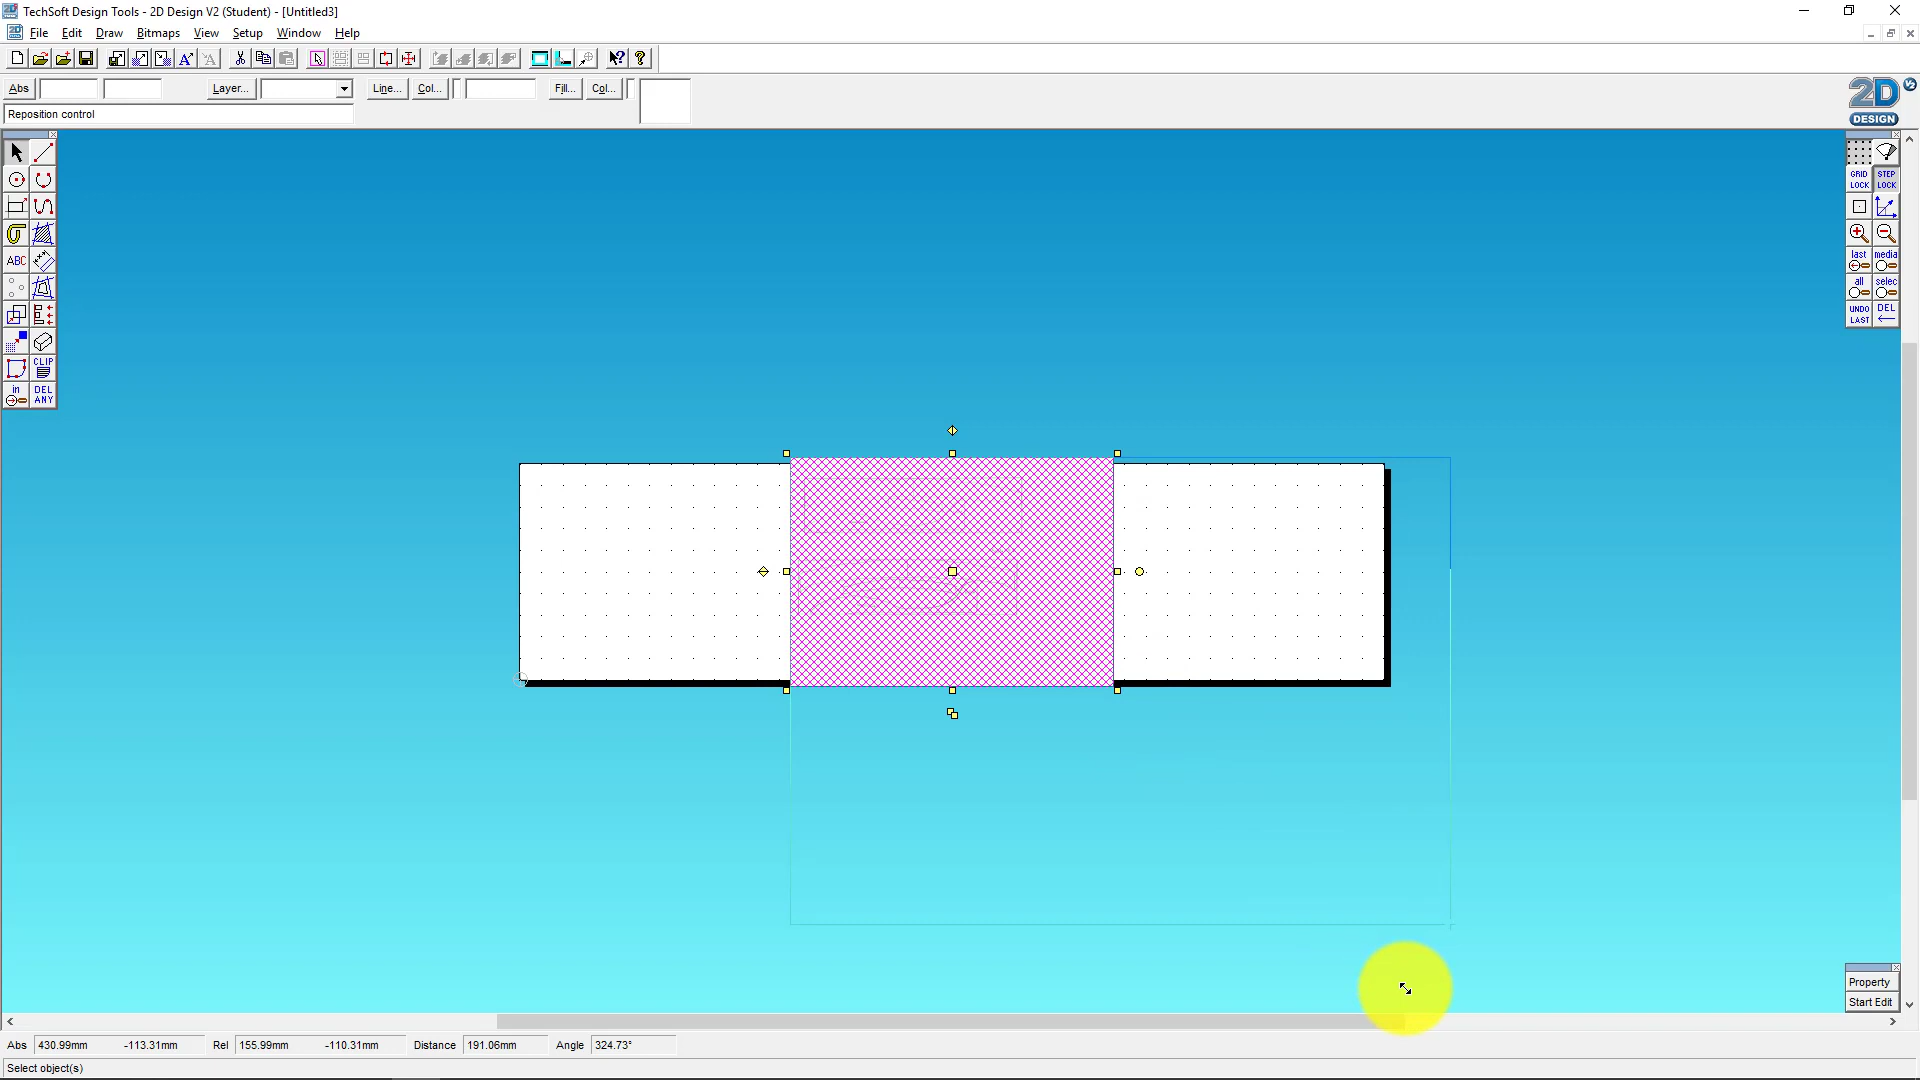 TechSoft Design Tools - 2D Design V2 (Student) - [Untitled3]
File Edit Draw Bitmaps View Setup Window Help
Abs Layer... Line... Col... Fill... Col...
Reposition control
2D V2
DESIGN
GRID LOCK STEP LOCK
ABC
last media
all selec
UNDO LAST DEL
CLIP
in DEL ANY
Property
Start Edit
Abs 430.99mm -113.31mm Rel 155.99mm -110.31mm Distance 191.06mm Angle 324.73°
Select object(s)